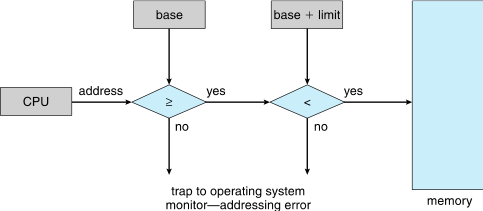 base
base + limit
CPU
address
≥
yes
<
yes
no
no
trap to operating system
monitor—addressing error
memory